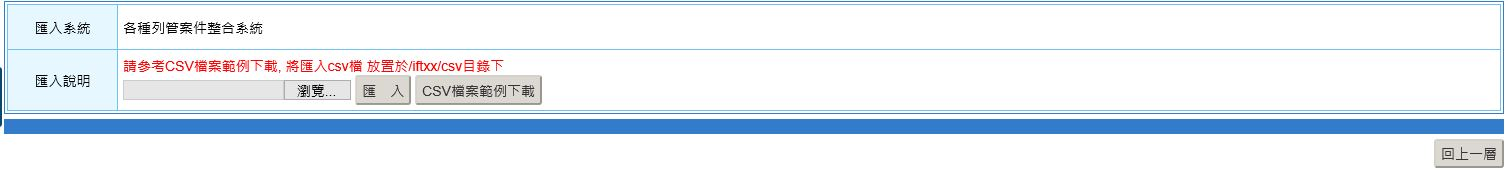 匯入系統 各種列管案件整合系統
匯入說明 請參考CSV檔案範例下載, 將匯入csv檔 放置於/iftxx/csv目錄下
瀏覽... 匯 入 CSV檔案範例下載
回上一層